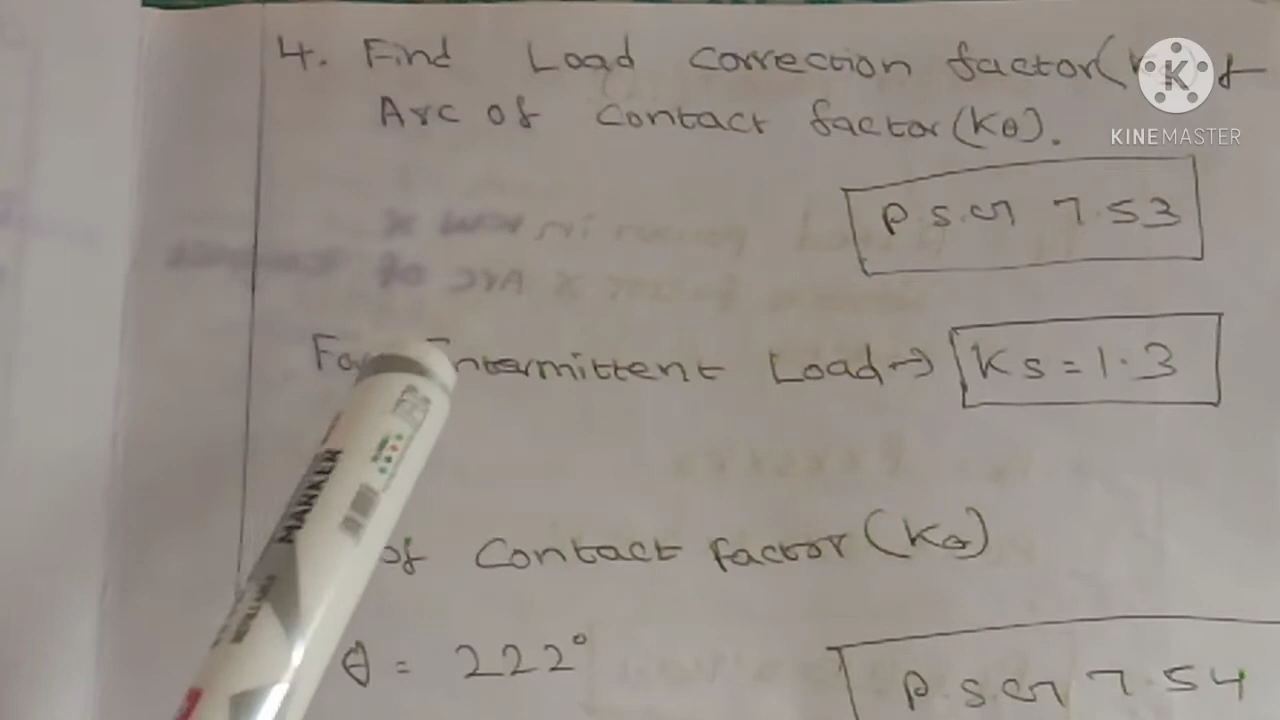 4. Find Load correction factor(K
Arc of contact factor(Kθ).
P.S.G 7.53
Intermittent Load→ Ks = 1.3
of contact factor (Kθ)
θ = 222°
P.S.G 7.54
MARKER
K
KINEMASTER